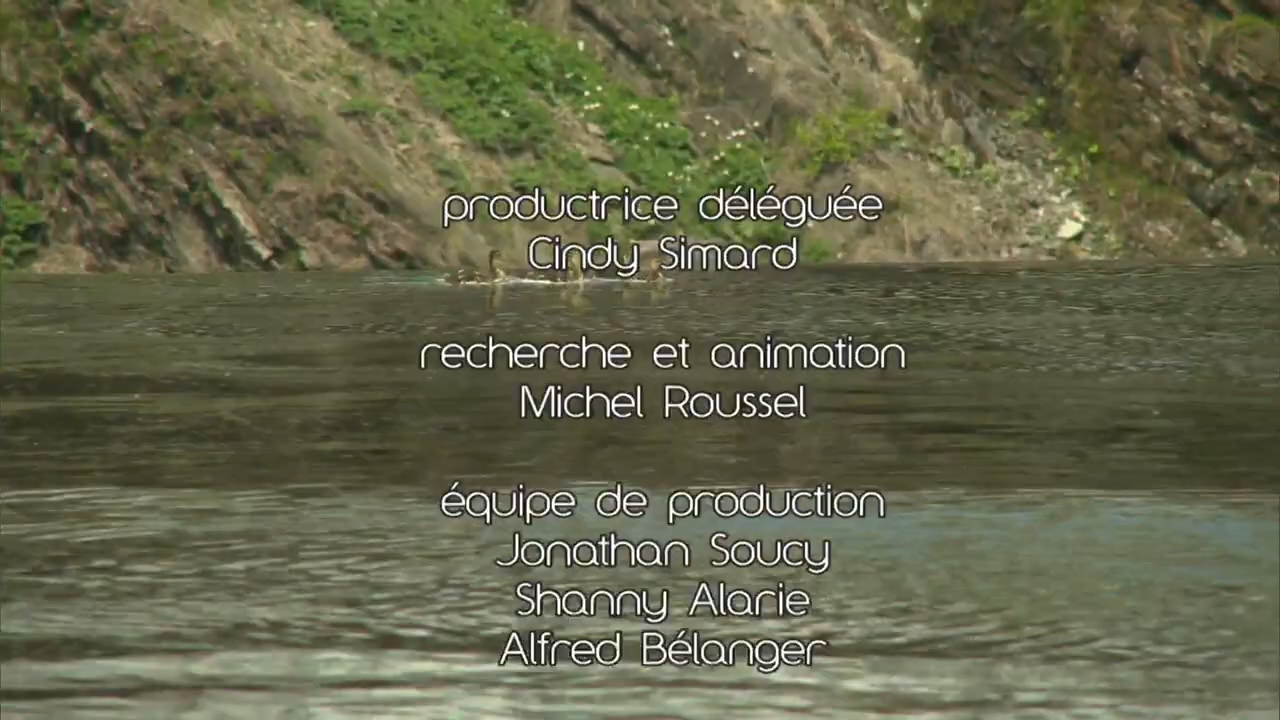 productrice déléguée
Cindy Simard
recherche et animation
Michel Roussel
équipe de production
Jonathan Soucy
Shanny Alarie
Alfred Bélanger